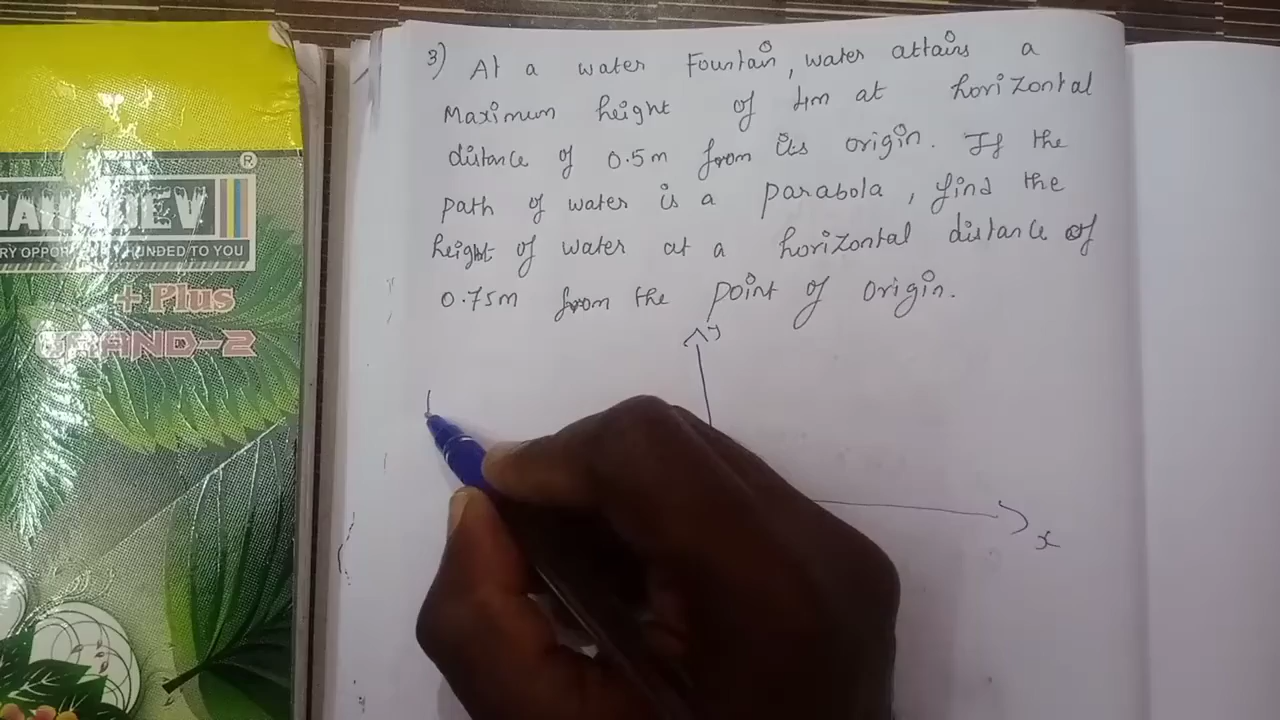 3) At a water Fountain, water attains a
Maximum height of 4m at horizontal
distance of 0.5m from its origin. If the
path of water is a parabola, find the
height of water at a horizontal distance of
0.75m from the point of origin.
y
x
®
MAHADEV
UNDED TO YOU
+ Plus
GRAND-2